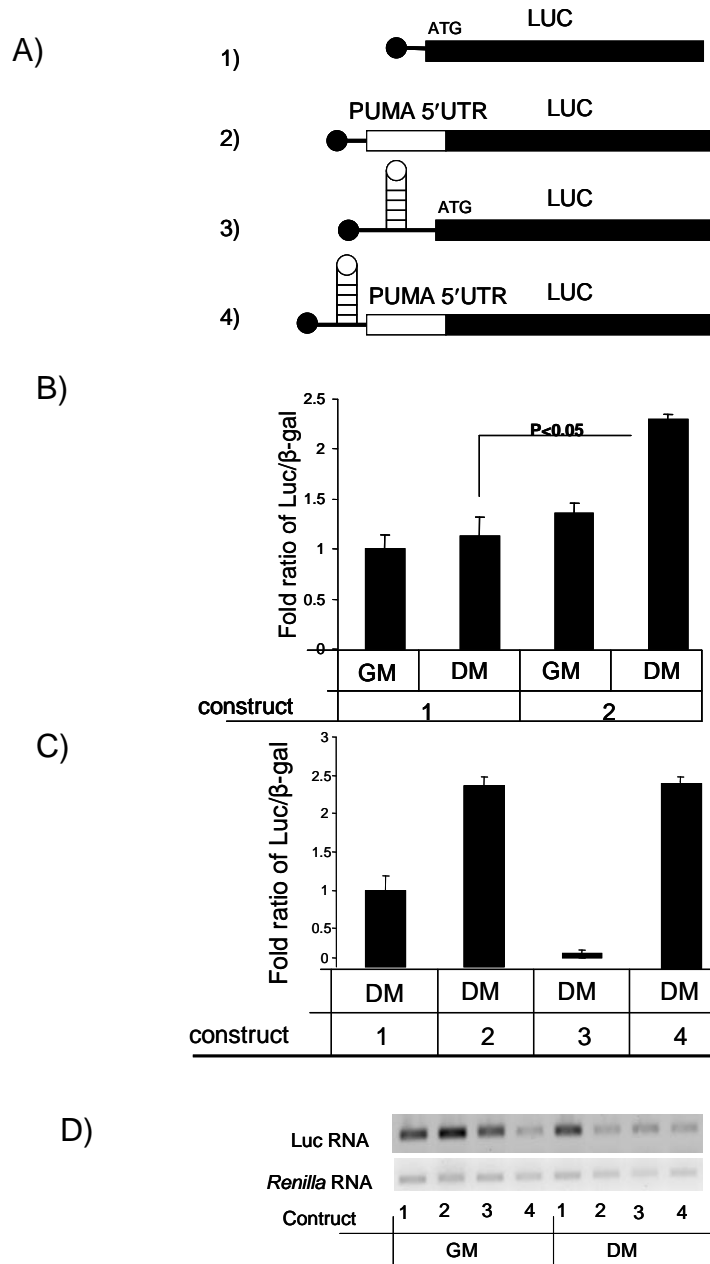 A)
1)
ATG
LUC
2)
PUMA 5'UTR
LUC
3)
ATG
LUC
4)
PUMA 5'UTR
LUC
B)
Fold ratio of Luc/β-gal
2.5
2
1.5
1
0.5
0
P<0.05
GM DM GM DM
construct 1 2
C)
Fold ratio of Luc/β-gal
3
2.5
2
1.5
1
0.5
0
DM DM DM DM
construct 1 2 3 4
D)
Luc RNA
Renilla RNA
Contruct 1 2 3 4 1 2 3 4
GM DM